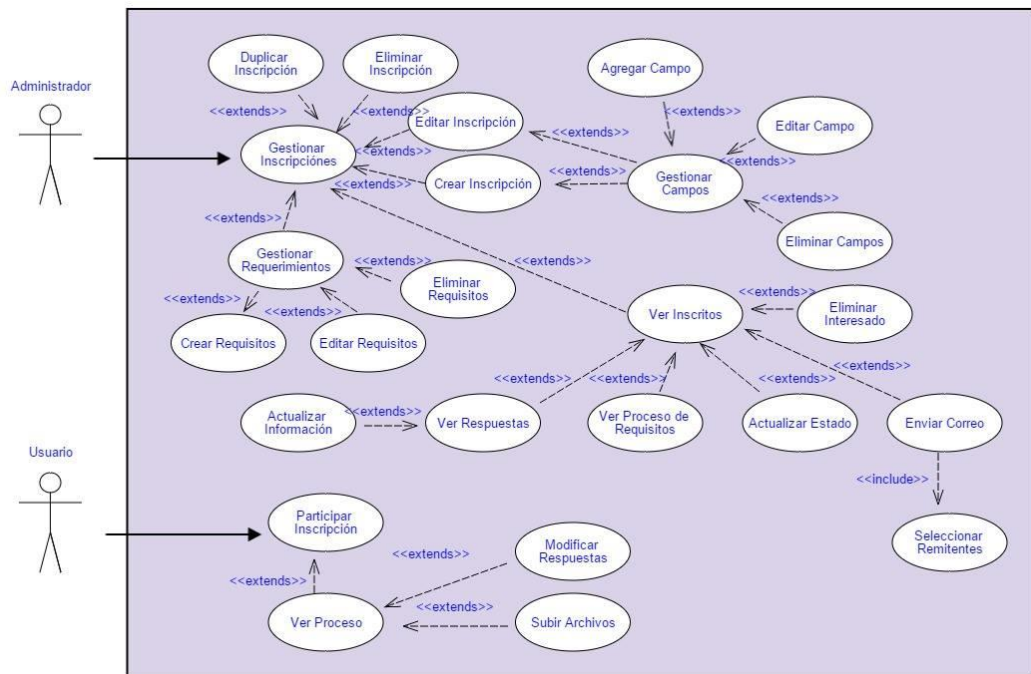 Administrador
Duplicar
Inscripción
Eliminar
Inscripción
<<extends>>
<<extends>>
Agregar Campo
<<extends>>
Editar Inscripción
<<extends>>
<<extends>>
Editar Campo
<<extends>>
Gestionar
Inscripciónes
Crear Inscripción
<<extends>>
<<extends>>
Gestionar
Campos
<<extends>>
Eliminar Campos
<<extends>>
Gestionar
Requerimientos
<<extends>>
Eliminar
Requisitos
<<extends>>
<<extends>>
<<extends>>
Crear Requisitos
Editar Requisitos
Ver Inscritos
<<extends>>
Eliminar
Interesado
<<extends>>
<<extends>>
<<extends>>
<<extends>>
Actualizar
Información
<<extends>>
Ver Respuestas
Ver Proceso de
Requisitos
Actualizar Estado
Enviar Correo
<<include>>
Seleccionar
Remitentes
Usuario
Participar
Inscripción
<<extends>>
Modificar
Respuestas
<<extends>>
Ver Proceso
<<extends>>
Subir Archivos